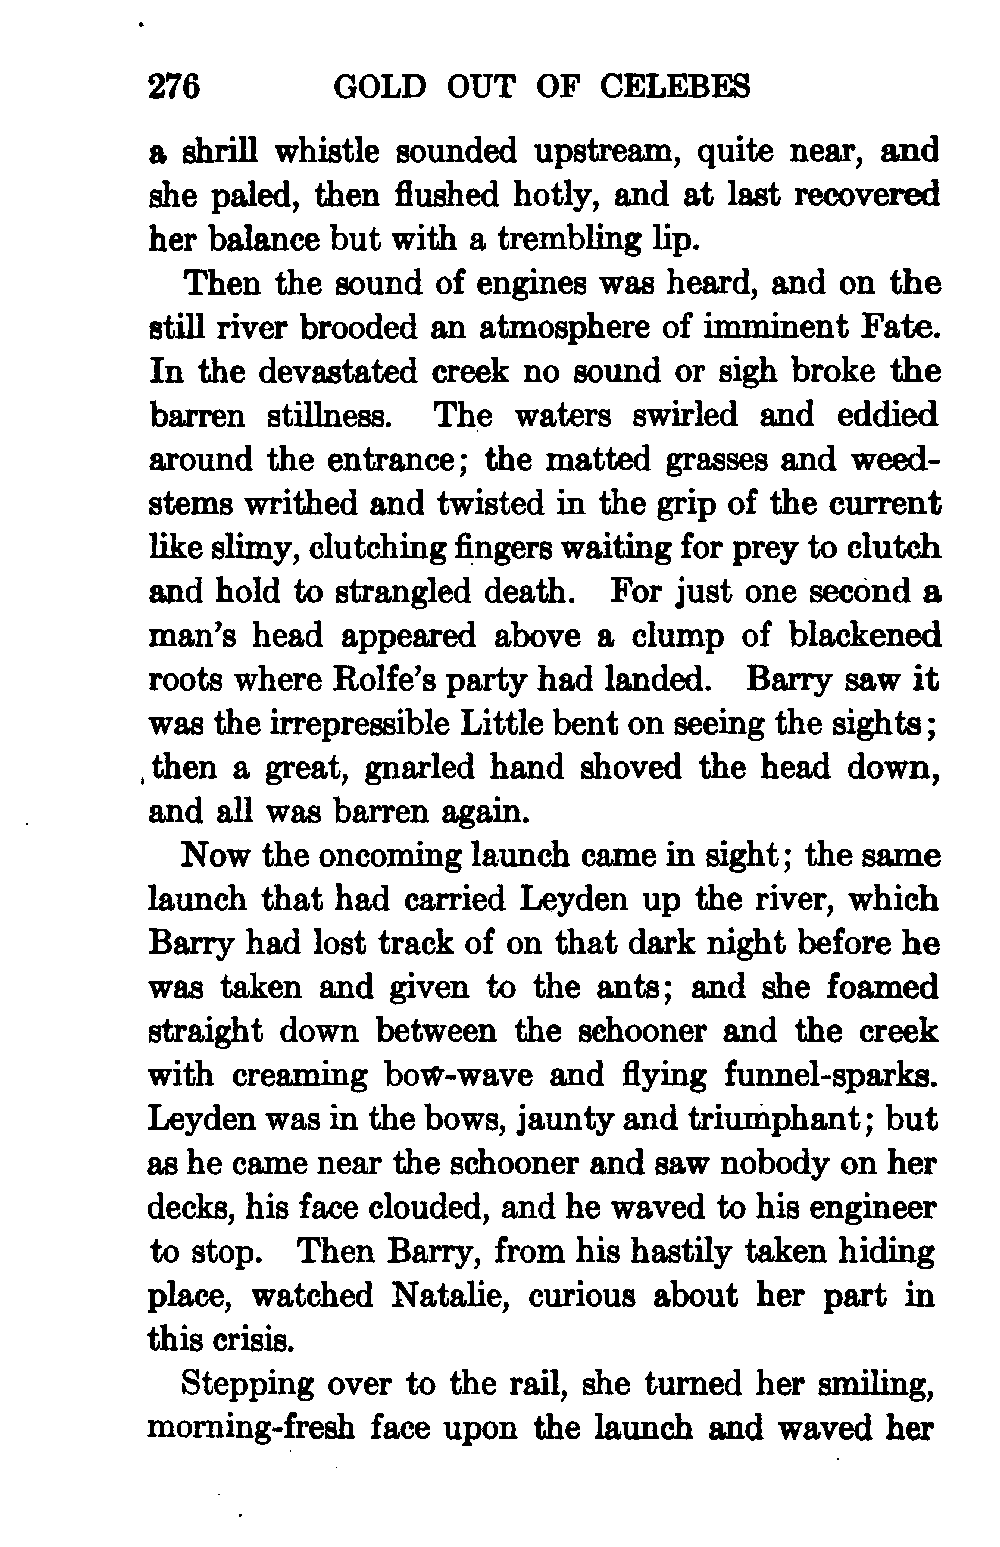 276 GOLD OUT OF CELEBES
a shrill whistle sounded upstream, quite near, and
she paled, then flushed hotly, and at last recovered
her balance but with a trembling lip.
Then the sound of engines was heard, and on the
still river brooded an atmosphere of imminent Fate.
In the devastated creek no sound or sigh broke the
barren stillness. The waters swirled and eddied
around the entrance; the matted grasses and weed-
stems writhed and twisted in the grip of the current
like slimy, clutching fingers waiting for prey to clutch
and hold to strangled death. For just one second a
man's head appeared above a clump of blackened
roots where Rolfe's party had landed. Barry saw it
was the irrepressible Little bent on seeing the sights;
then a great, gnarled hand shoved the head down,
and all was barren again.
Now the oncoming launch came in sight; the same
launch that had carried Leyden up the river, which
Barry had lost track of on that dark night before he
was taken and given to the ants; and she foamed
straight down between the schooner and the creek
with creaming bow-wave and flying funnel-sparks.
Leyden was in the bows, jaunty and triumphant; but
as he came near the schooner and saw nobody on her
decks, his face clouded, and he waved to his engineer
to stop. Then Barry, from his hastily taken hiding
place, watched Natalie, curious about her part in
this crisis.
Stepping over to the rail, she turned her smiling,
morning-fresh face upon the launch and waved her